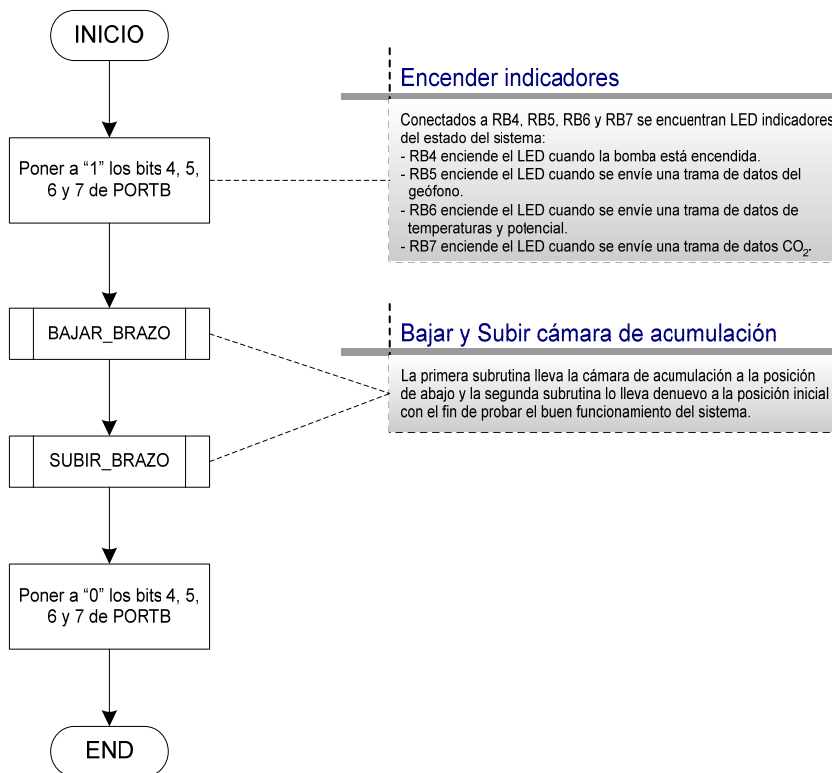 INICIO
Poner a “1” los bits 4, 5,
6 y 7 de PORTB
Encender indicadores
Conectados a RB4, RB5, RB6 y RB7 se encuentran LED indicadores
del estado del sistema:
- RB4 enciende el LED cuando la bomba está encendida.
- RB5 enciende el LED cuando se envíe una trama de datos del
geófono.
- RB6 enciende el LED cuando se envíe una trama de datos de
temperaturas y potencial.
- RB7 enciende el LED cuando se envíe una trama de datos CO₂.
BAJAR_BRAZO
SUBIR_BRAZO
Bajar y Subir cámara de acumulación
La primera subrutina lleva la cámara de acumulación a la posición
de abajo y la segunda subrutina lo lleva denuevo a la posición inicial
con el fin de probar el buen funcionamiento del sistema.
Poner a “0” los bits 4, 5,
6 y 7 de PORTB
END